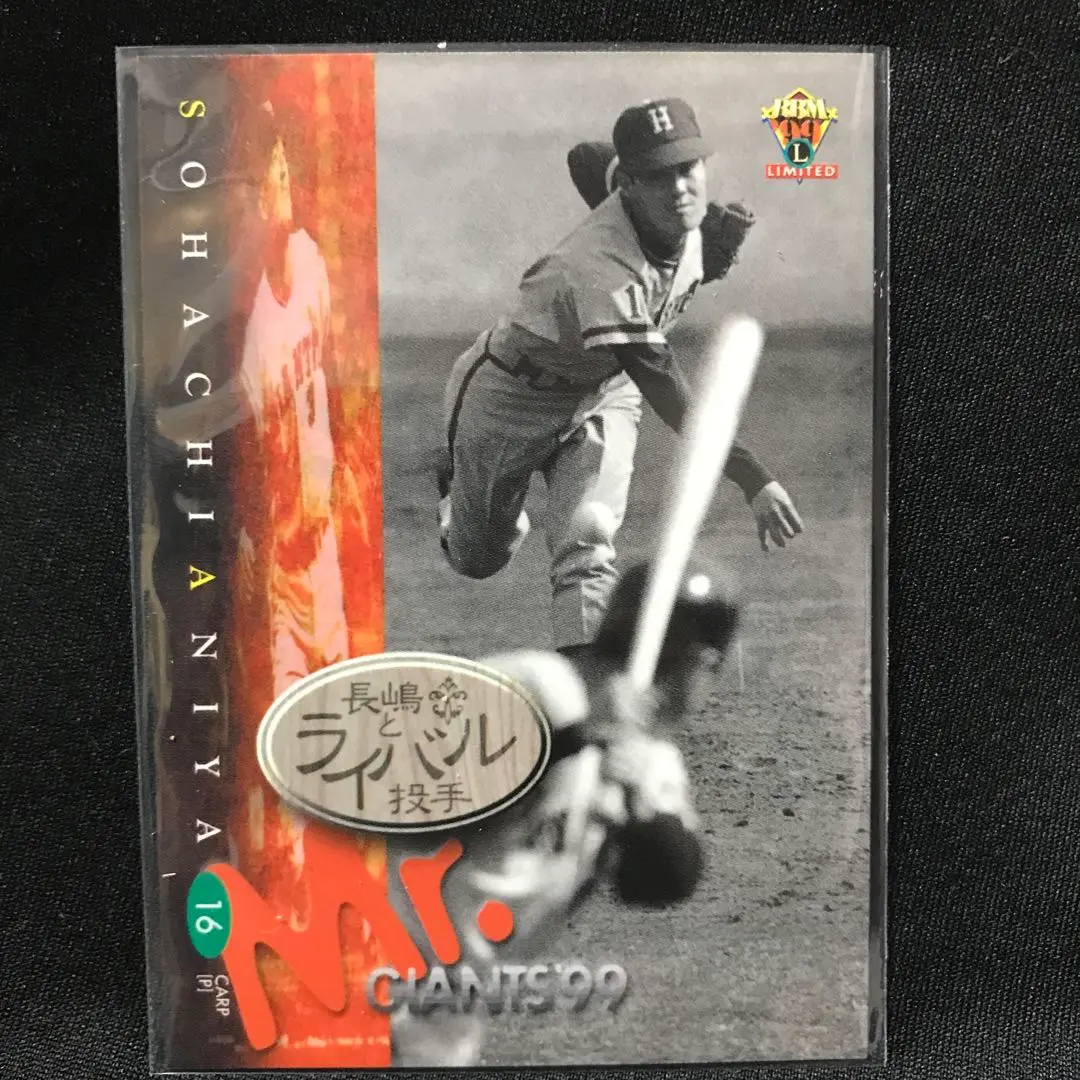 SOHACHI ANIYA
16
CARP
[P]
BBM
99
L
LIMITED
H
1
長嶋
と
ライバル
投手
Mr.
GIANTS'99